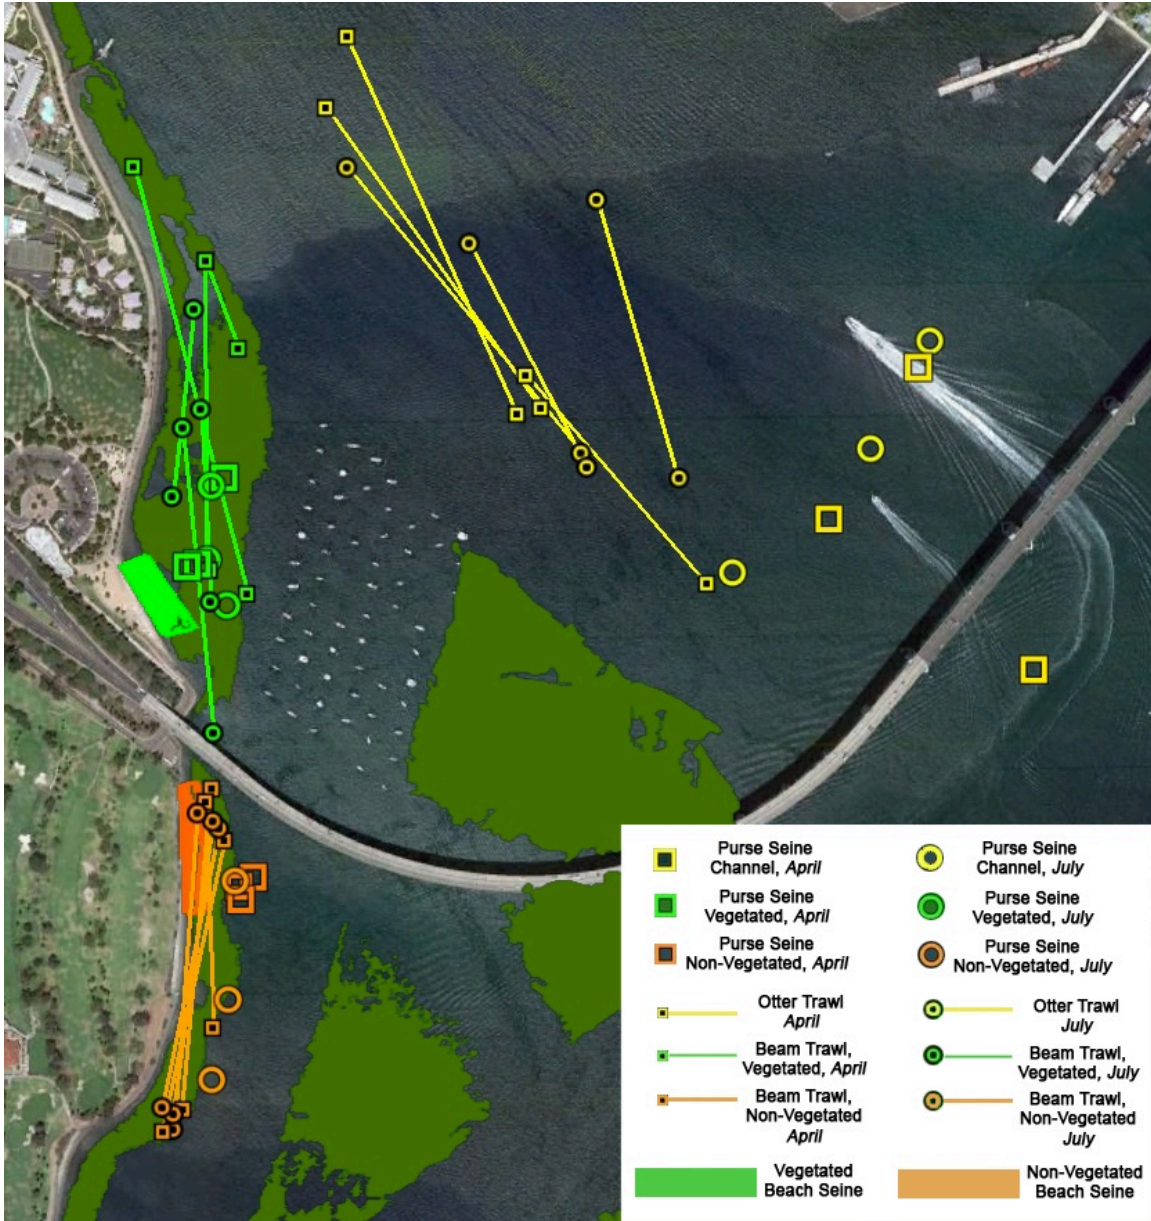 Purse Seine
Channel, April
Purse Seine
Channel, July
Purse Seine
Vegetated, April
Purse Seine
Vegetated, July
Purse Seine
Non-Vegetated, April
Purse Seine
Non-Vegetated, July
Otter Trawl
April
Otter Trawl
July
Beam Trawl,
Vegetated, April
Beam Trawl,
Vegetated, July
Beam Trawl,
Non-Vegetated
April
Beam Trawl,
Non-Vegetated
July
Vegetated
Beach Seine
Non-Vegetated
Beach Seine